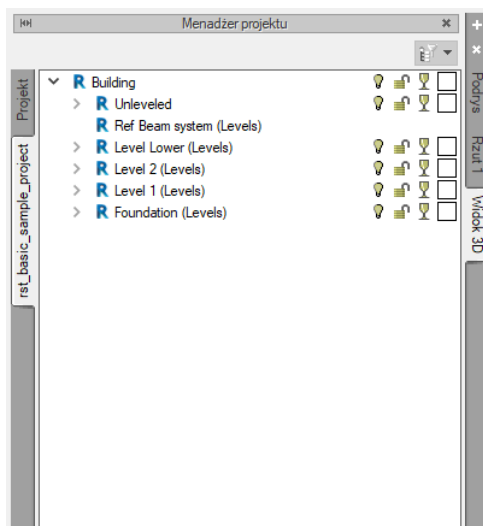 Menadżer projektu
Projekt
rst_basic_sample_project
R Building
R Unleveled
R Ref Beam system (Levels)
R Level Lower (Levels)
R Level 2 (Levels)
R Level 1 (Levels)
R Foundation (Levels)
Podrys
Rzut 1
Widok 3D